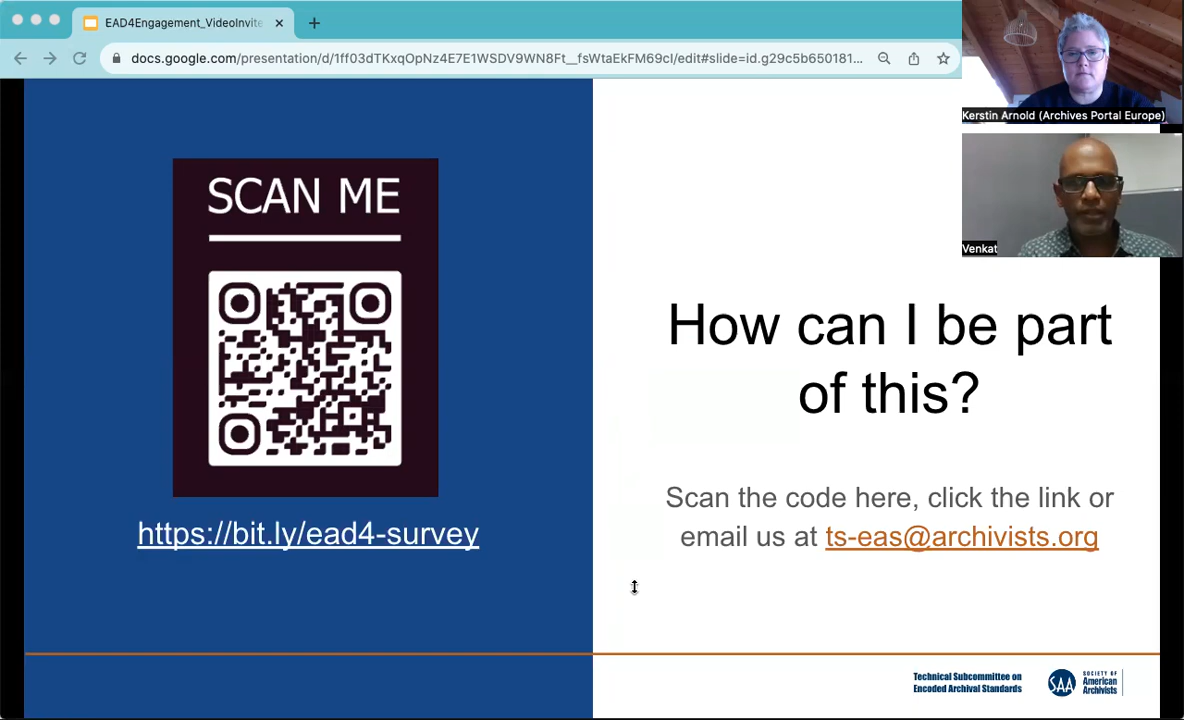 EAD4Engagement_VideoInvite
docs.google.com/presentation/d/1ff03dTKxqOpNz4E7E1WSDV9WN8Ft__fsWtaEkFM69cI/edit#slide=id.g29c5b650181...
Kerstin Arnold (Archives Portal Europe)
Venkat
SCAN ME
https://bit.ly/ead4-survey
How can I be part
of this?
Scan the code here, click the link or
email us at ts-eas@archivists.org
Technical Subcommittee on
Encoded Archival Standards
SAA
SOCIETY OF
American
Archivists